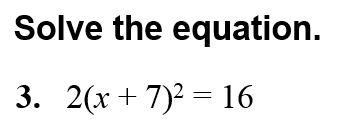 Solve the equation.
3. 2(x + 7)² = 16